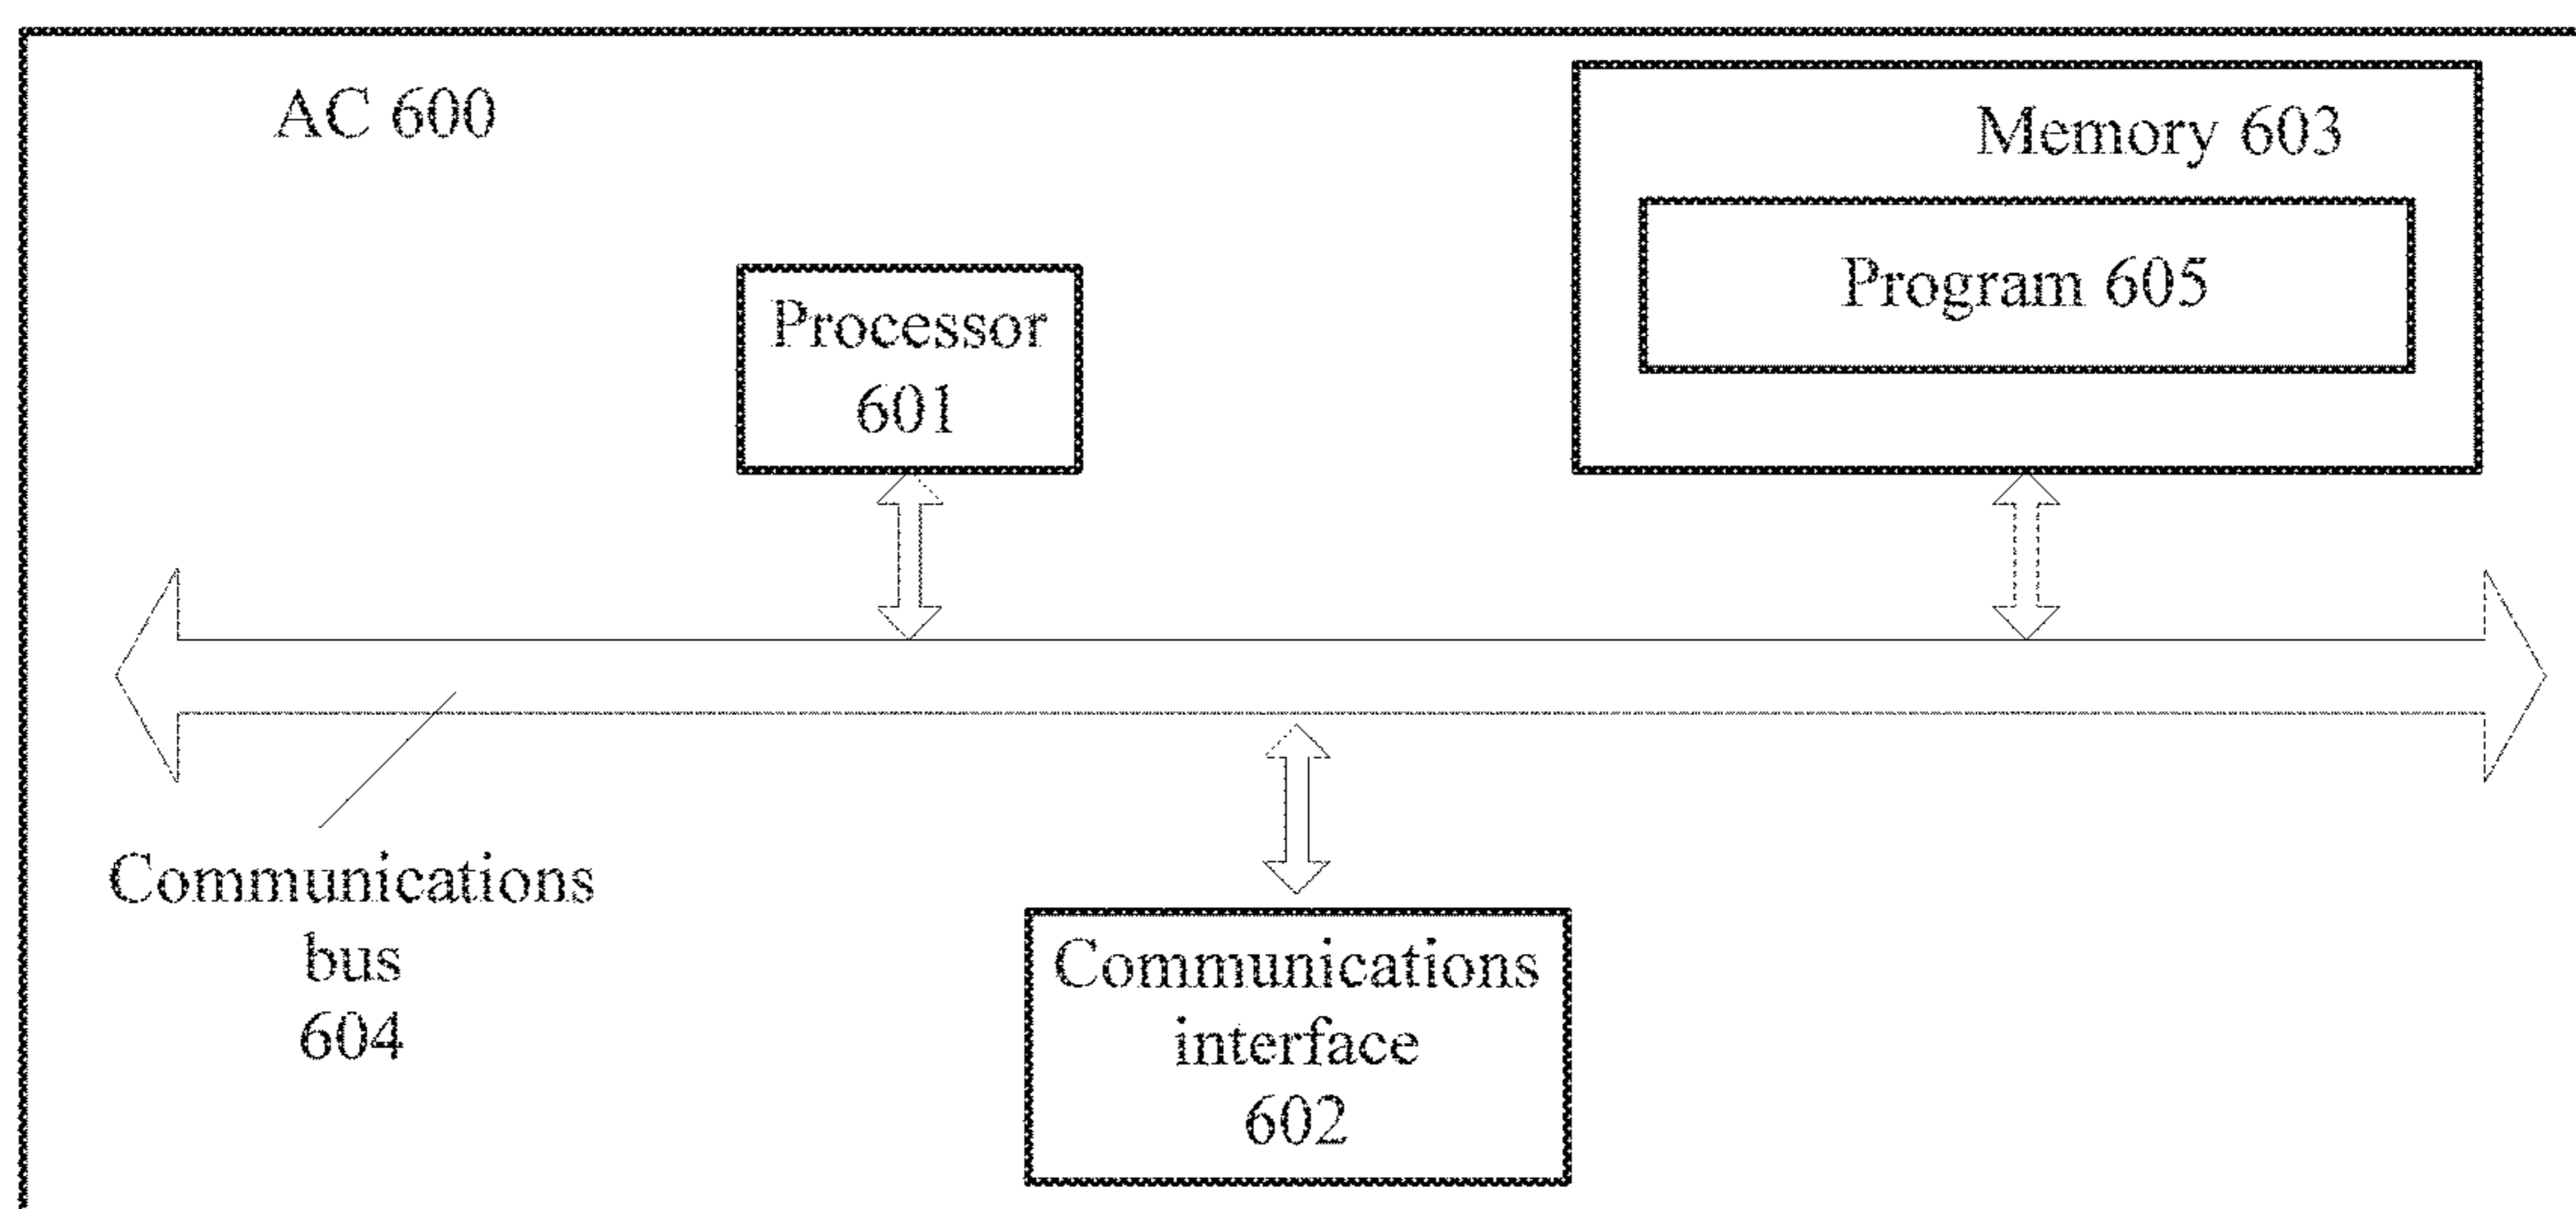 AC 600
Memory 603
Program 605
Processor
601
Communications
bus
604
Communications
interface
602